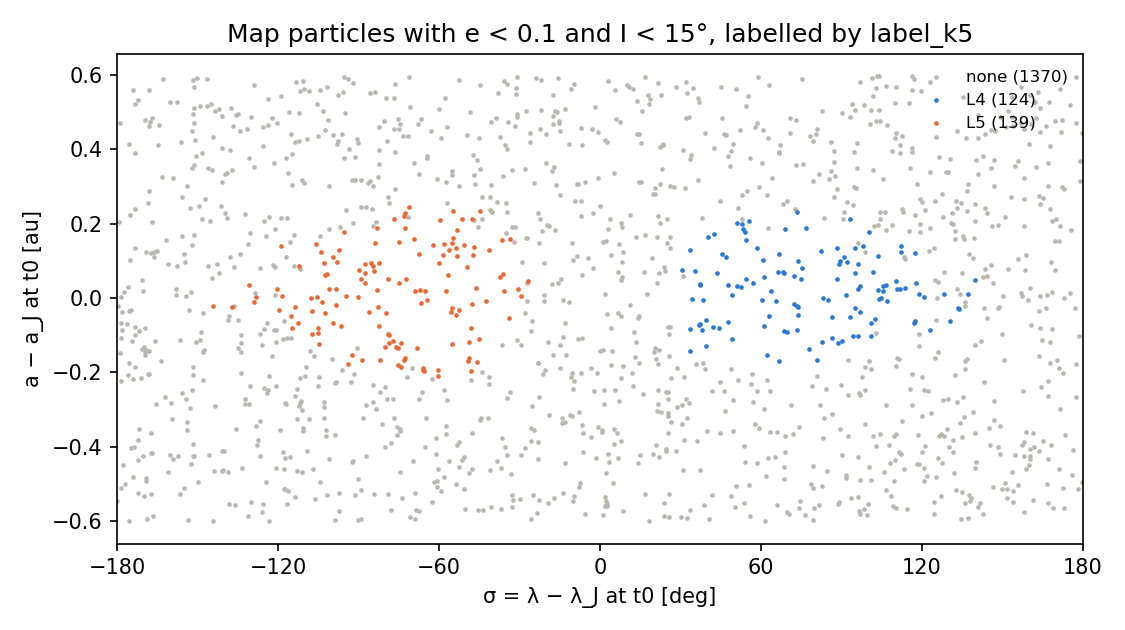 Map particles with e < 0.1 and I < 15°, labelled by label_k5
none (1370)
L4 (124)
L5 (139)
a − a_J at t0 [au]
0.6
0.4
0.2
0.0
−0.2
−0.4
−0.6
−180
−120
−60
0
60
120
180
σ = λ − λ_J at t0 [deg]